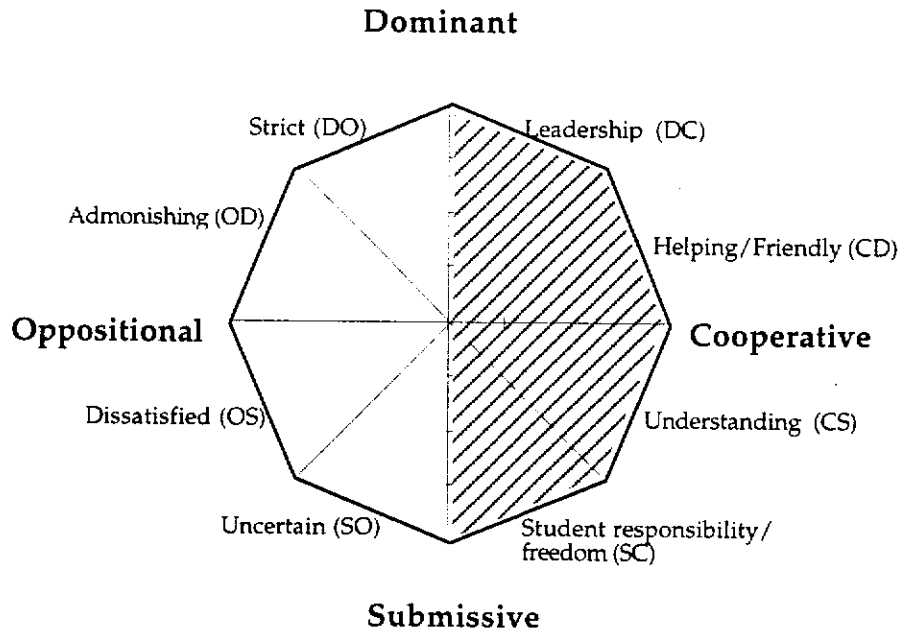 Dominant
Strict (DO)
Leadership (DC)
Admonishing (OD)
Helping/Friendly (CD)
Oppositional
Cooperative
Dissatisfied (OS)
Understanding (CS)
Uncertain (SO)
Student responsibility/
freedom (SC)
Submissive